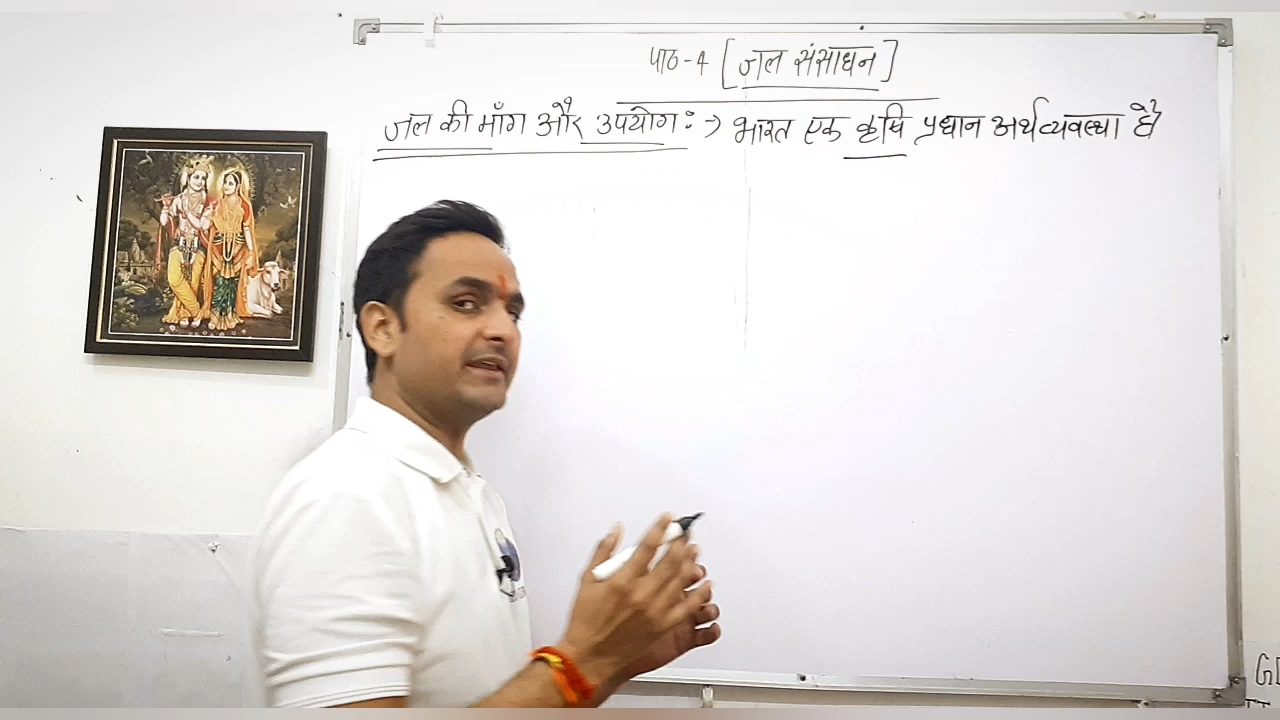 पाठ-4 [जल संसाधन]
जल की माँग और उपयोग :→ भारत एक कृषि प्रधान अर्थव्यवस्था है